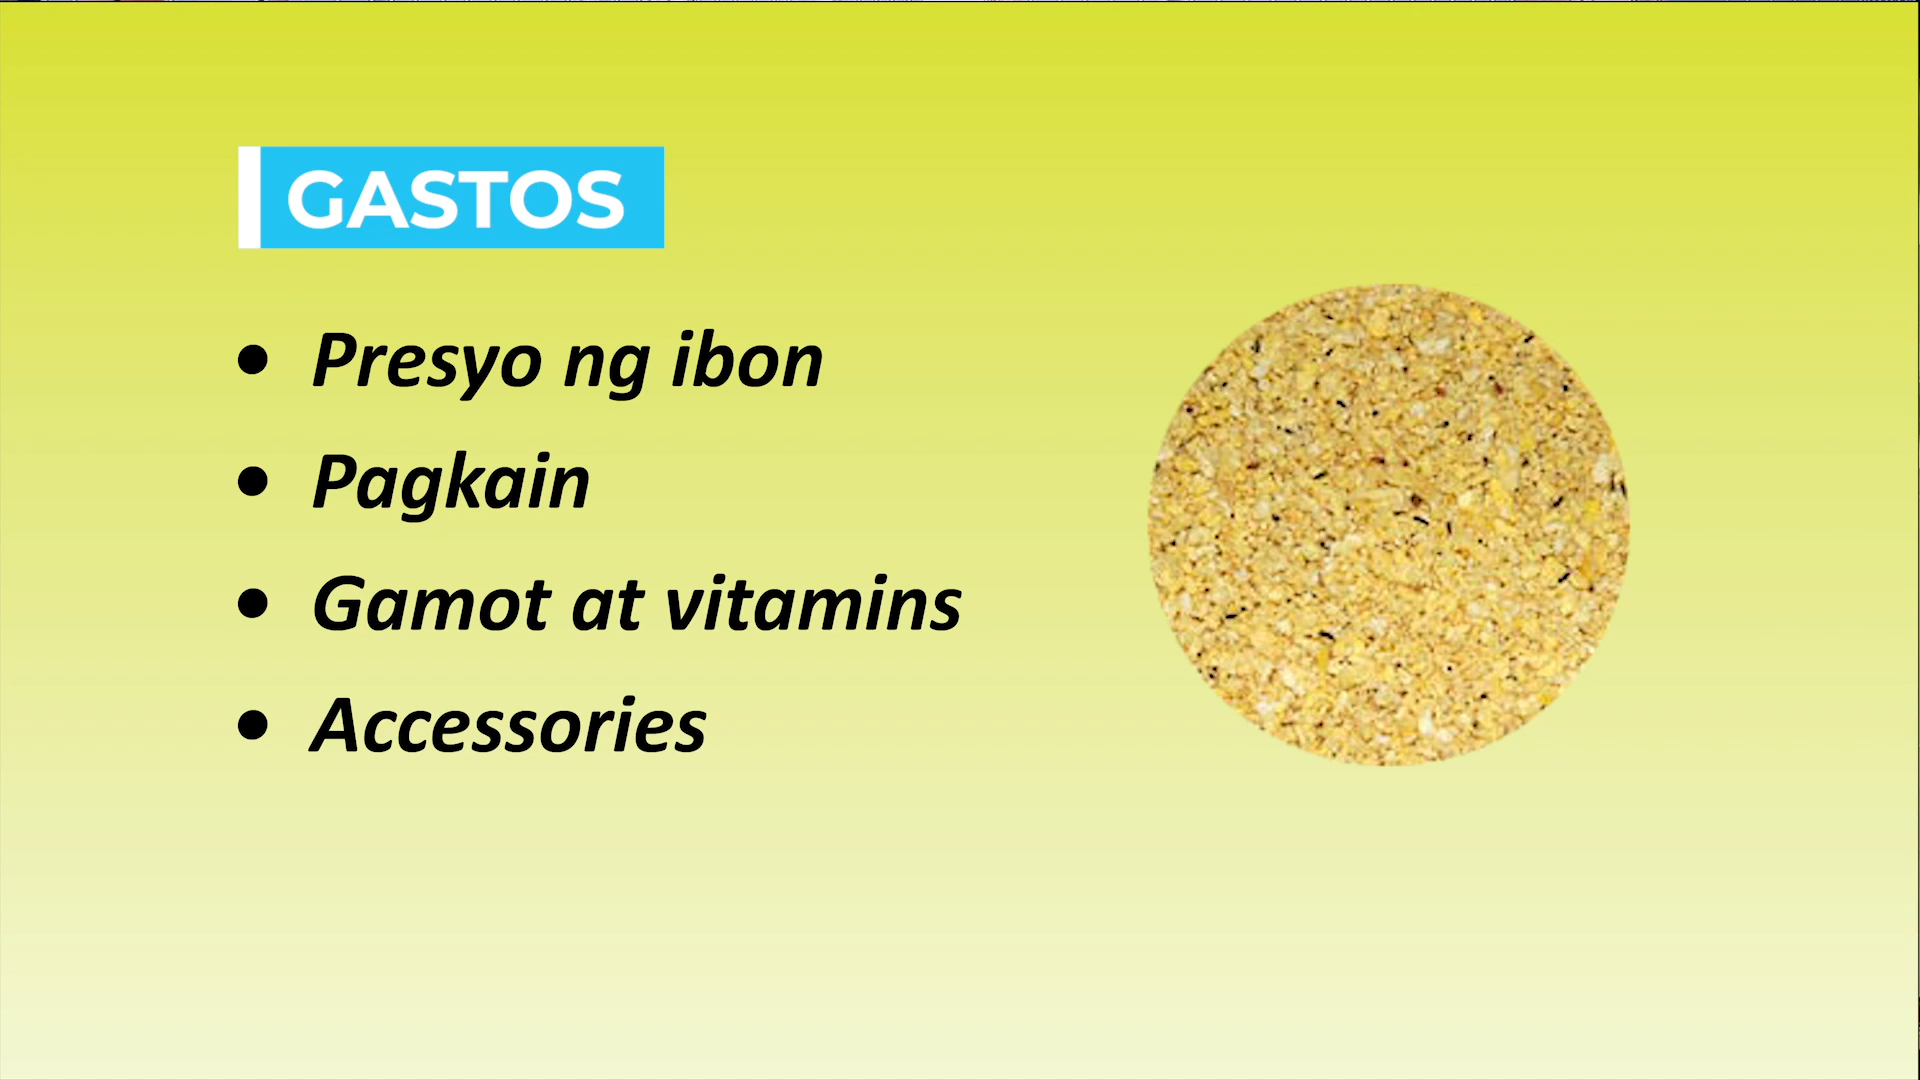 GASTOS
• Presyo ng ibon
• Pagkain
• Gamot at vitamins
• Accessories